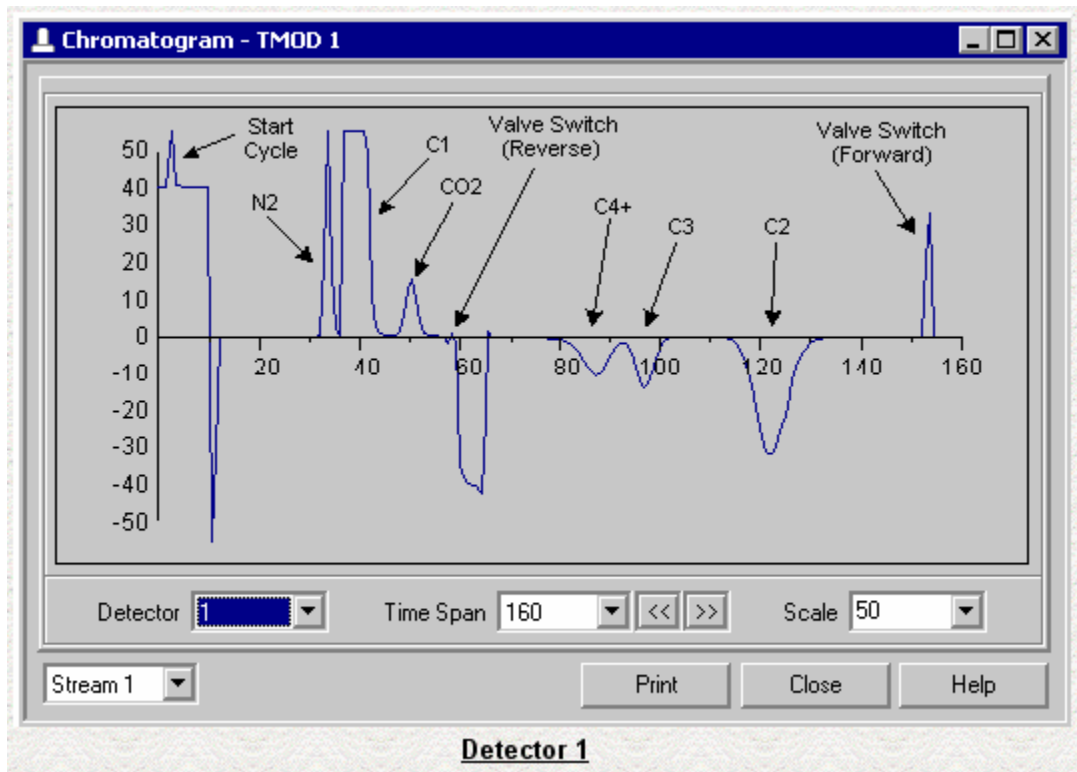 Chromatogram - TMOD 1
Start
Cycle
N2
C1
CO2
Valve Switch
(Reverse)
C4+
C3
C2
Valve Switch
(Forward)
50
40
30
20
10
0
-10
-20
-30
-40
-50
20
40
60
80
100
120
140
160
Detector 1
Time Span 160 << >>
Scale 50
Stream 1
Print
Close
Help
Detector 1